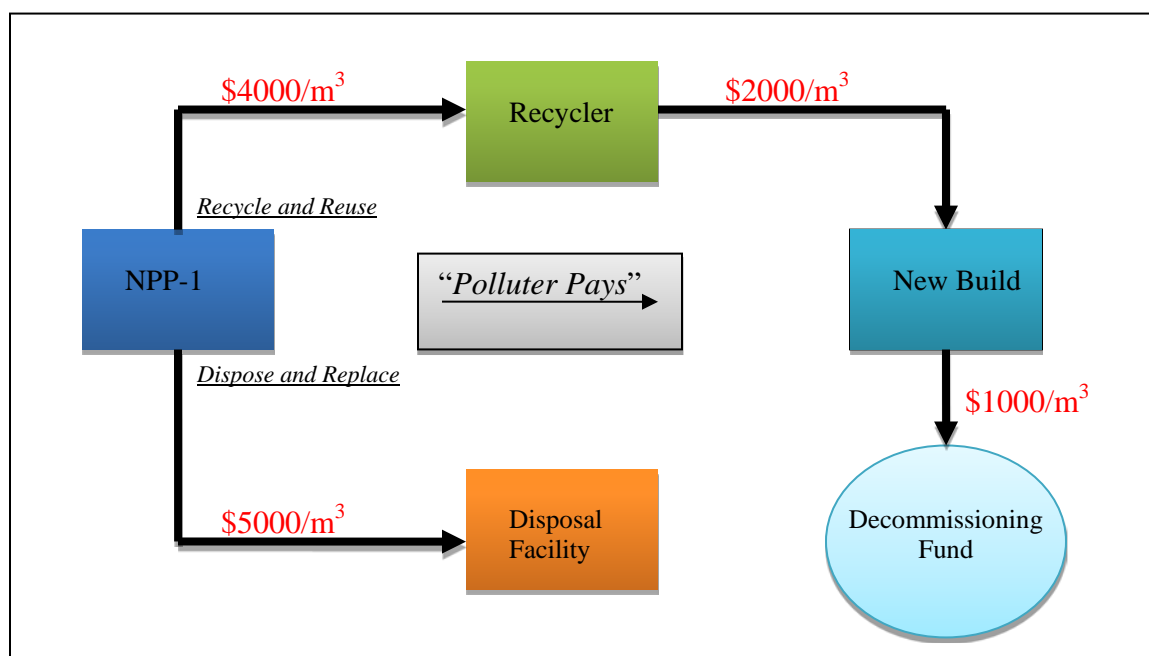 $4000/m³
Recycler
$2000/m³
Recycle and Reuse
NPP-1
“Polluter Pays”
New Build
Dispose and Replace
$1000/m³
$5000/m³
Disposal
Facility
Decommissioning
Fund